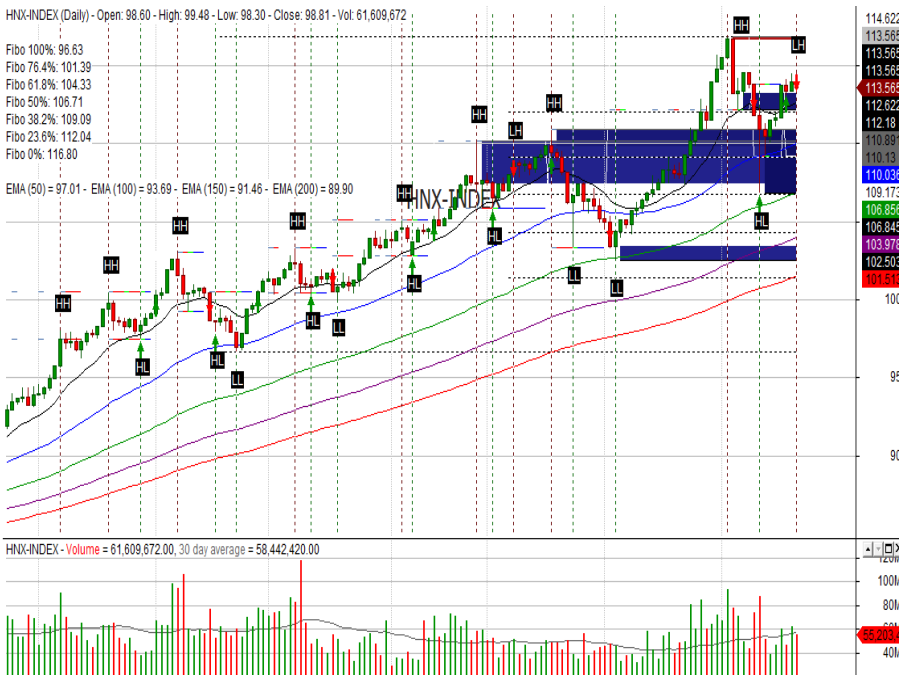 HNX-INDEX (Daily) - Open: 98.60 - High: 99.48 - Low: 98.30 - Close: 98.81 - Vol: 61,609,672
Fibo 100%: 96.63
Fibo 76.4%: 101.39
Fibo 61.8%: 104.33
Fibo 50%: 106.71
Fibo 38.2%: 109.09
Fibo 23.6%: 112.04
Fibo 0%: 116.80
EMA (50) = 97.01 - EMA (100) = 93.69 - EMA (150) = 91.46 - EMA (200) = 89.90
HNX-INDEX
HH
HH
HL
HH
HL
LL
HH
HL
LL
HH
HL
HH
HL
LH
HH
LL
LL
HH
HL
LH
114.622
113.565
113.565
113.565
113.565
112.622
112.18
110.891
110.13
110.036
109.173
106.856
106.845
103.978
102.503
101.513
100
95
90
HNX-INDEX - Volume = 61,609,672.00, 30 day average = 58,442,420.00
120M
100M
80M
60M
55,203,4
40M